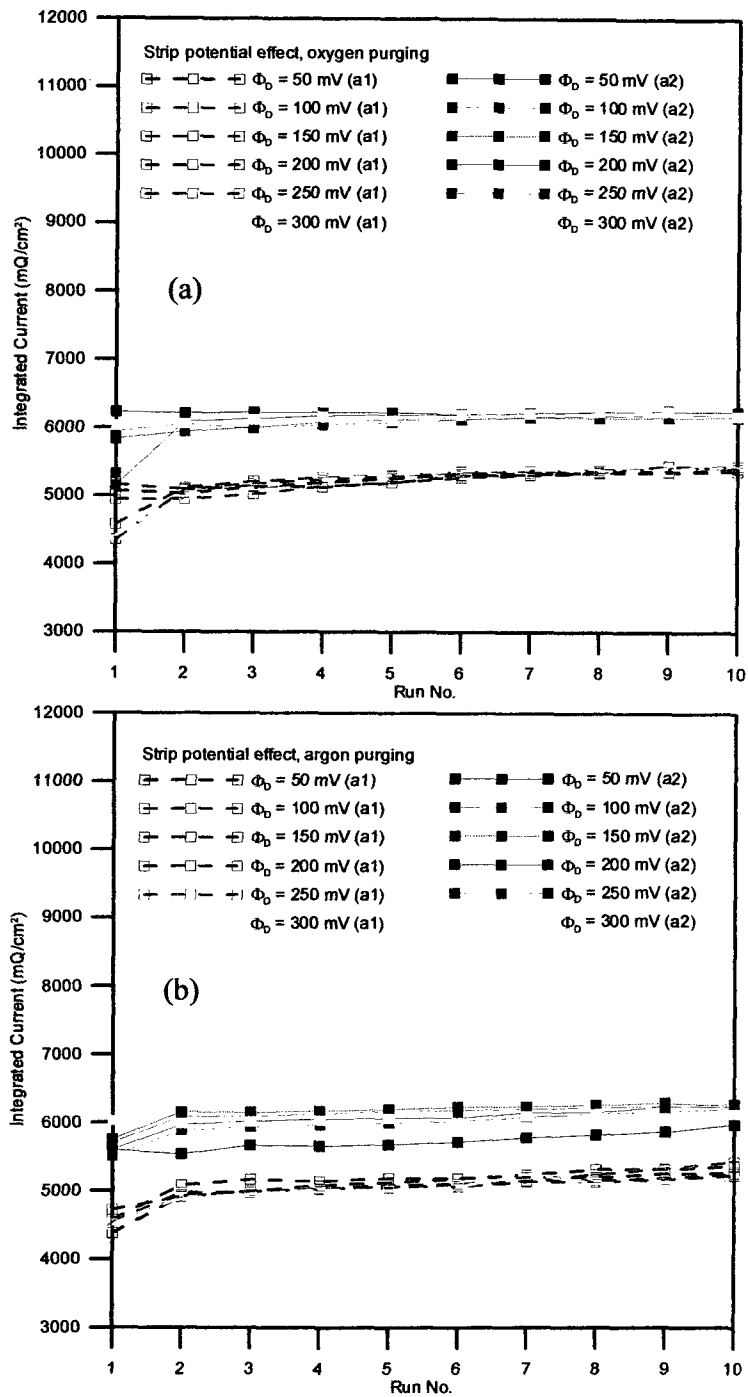 12000
11000
10000
9000
8000
7000
6000
5000
4000
3000
Integrated Current (mQ/cm²)
Strip potential effect, oxygen purging
Φ_D = 50 mV (a1)
Φ_D = 100 mV (a1)
Φ_D = 150 mV (a1)
Φ_D = 200 mV (a1)
Φ_D = 250 mV (a1)
Φ_D = 300 mV (a1)
Φ_D = 50 mV (a2)
Φ_D = 100 mV (a2)
Φ_D = 150 mV (a2)
Φ_D = 200 mV (a2)
Φ_D = 250 mV (a2)
Φ_D = 300 mV (a2)
(a)
1 2 3 4 5 6 7 8 9 10
Run No.
12000
11000
10000
9000
8000
7000
6000
5000
4000
3000
Integrated Current (mQ/cm²)
Strip potential effect, argon purging
Φ_D = 50 mV (a1)
Φ_D = 100 mV (a1)
Φ_D = 150 mV (a1)
Φ_D = 200 mV (a1)
Φ_D = 250 mV (a1)
Φ_D = 300 mV (a1)
Φ_D = 50 mV (a2)
Φ_D = 100 mV (a2)
Φ_D = 150 mV (a2)
Φ_D = 200 mV (a2)
Φ_D = 250 mV (a2)
Φ_D = 300 mV (a2)
(b)
1 2 3 4 5 6 7 8 9 10
Run No.